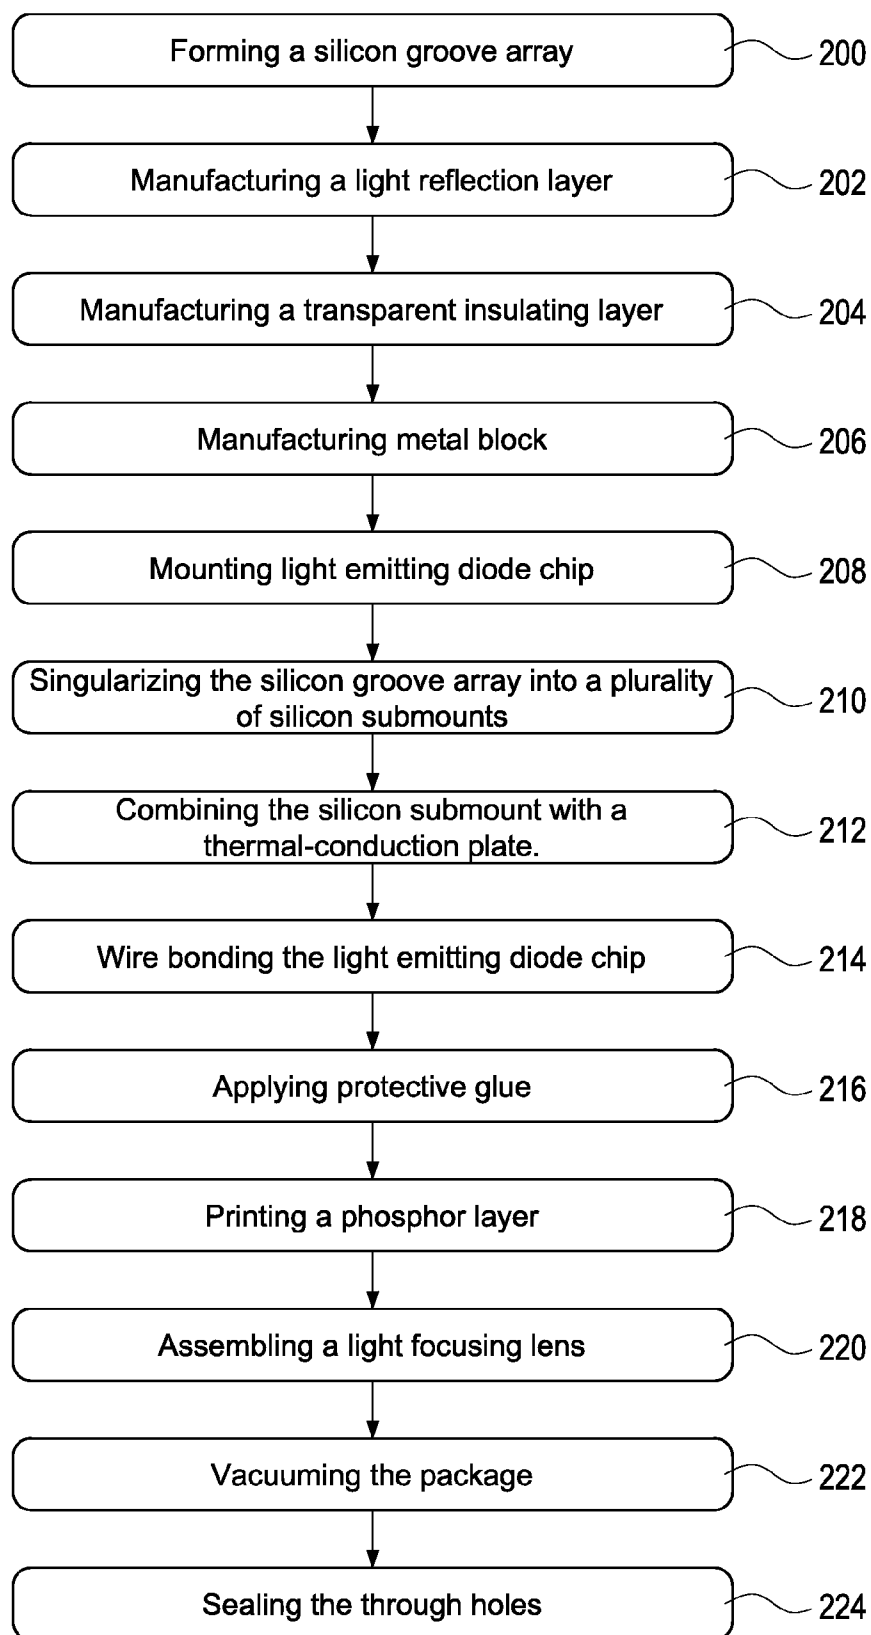 Forming a silicon groove array
200
Manufacturing a light reflection layer
202
Manufacturing a transparent insulating layer
204
Manufacturing metal block
206
Mounting light emitting diode chip
208
Singularizing the silicon groove array into a plurality
of silicon submounts
210
Combining the silicon submount with a
thermal-conduction plate.
212
Wire bonding the light emitting diode chip
214
Applying protective glue
216
Printing a phosphor layer
218
Assembling a light focusing lens
220
Vacuuming the package
222
Sealing the through holes
224